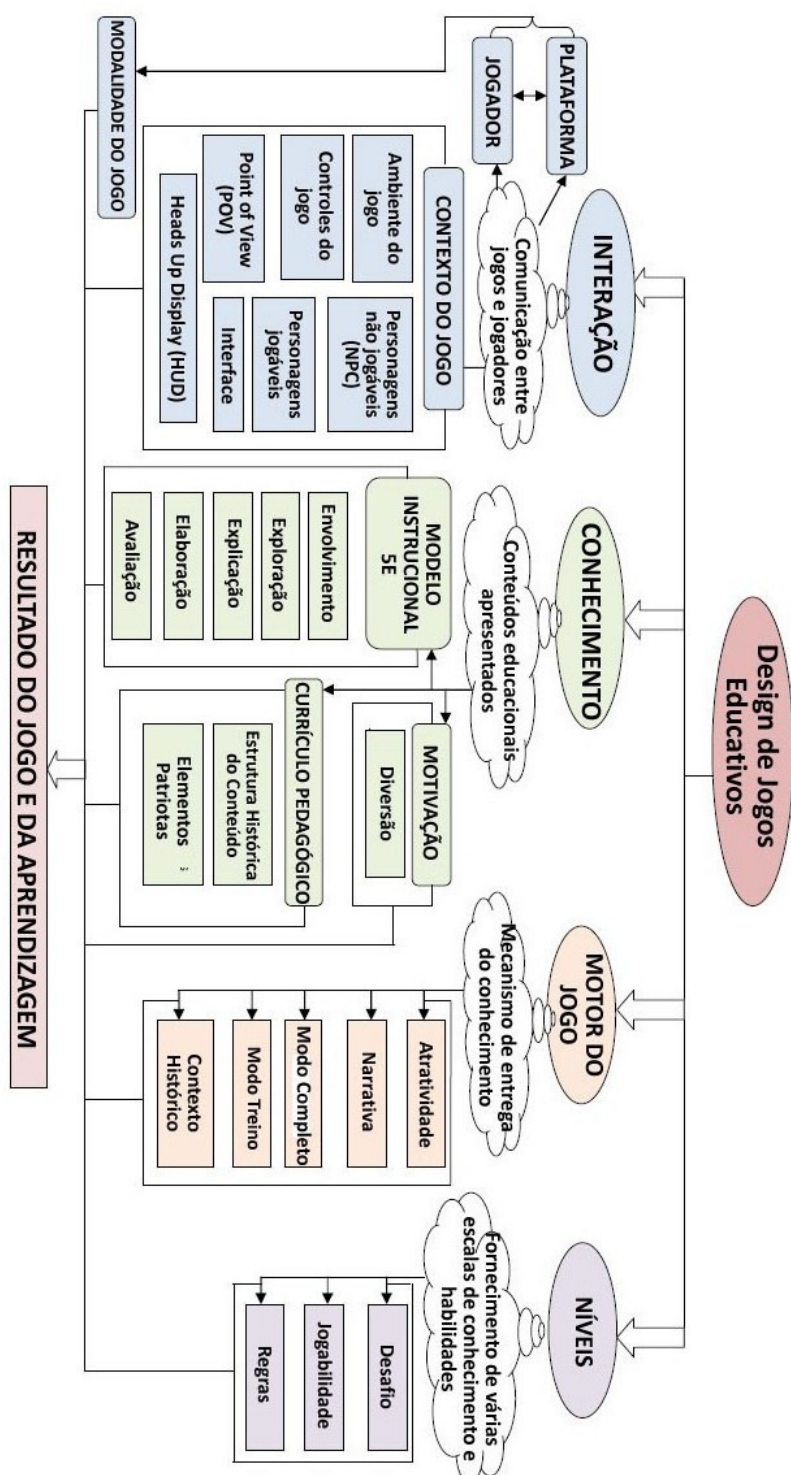 Design de Jogos
Educativos
INTERAÇÃO
Comunicação entre
jogos e jogadores
PLATAFORMA
JOGADOR
MODALIDADE DO JOGO
CONTEXTO DO JOGO
Ambiente do
jogo
Personagens
não jogáveis
(NPC)
Controles do
jogo
Personagens
jogáveis
Point of View
(POV)
Interface
Heads Up Display (HUD)
CONHECIMENTO
Conteúdos educacionais
apresentados
MODELO
INSTRUCIONAL
5E
Envolvimento
Exploração
Explicação
Elaboração
Avaliação
MOTIVAÇÃO
Diversão
CURRÍCULO PEDAGÓGICO
Estrutura Histórica
do Conteúdo
Elementos ;
Patriotas
MOTOR DO
JOGO
Mecanismo de entrega
do conhecimento
Atratividade
Narrativa
Modo Completo
Modo Treino
Contexto
Histórico
NÍVEIS
Fornecimento de várias
escalas de conhecimento e
habilidades
Desafio
Jogabilidade
Regras
RESULTADO DO JOGO E DA APRENDIZAGEM